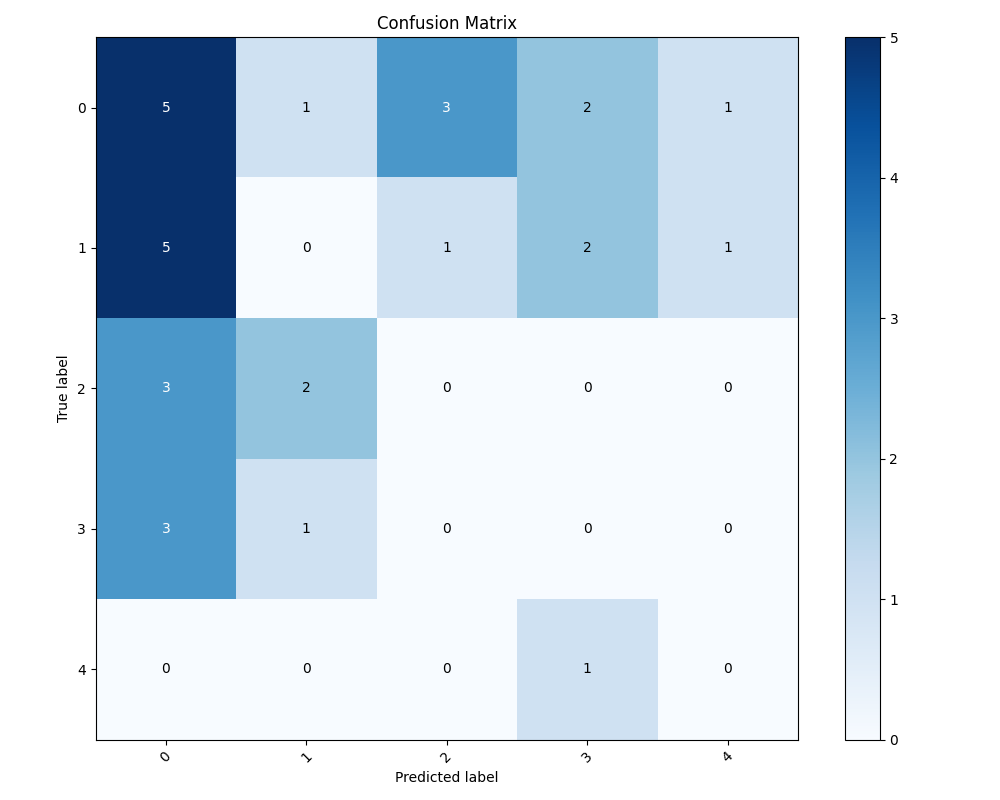 Confusion Matrix
0 5 1 3 2 1
1 5 0 1 2 1
2 3 2 0 0 0
3 3 1 0 0 0
4 0 0 0 1 0
0 1 2 3 4
Predicted label
True label
5
4
3
2
1
0